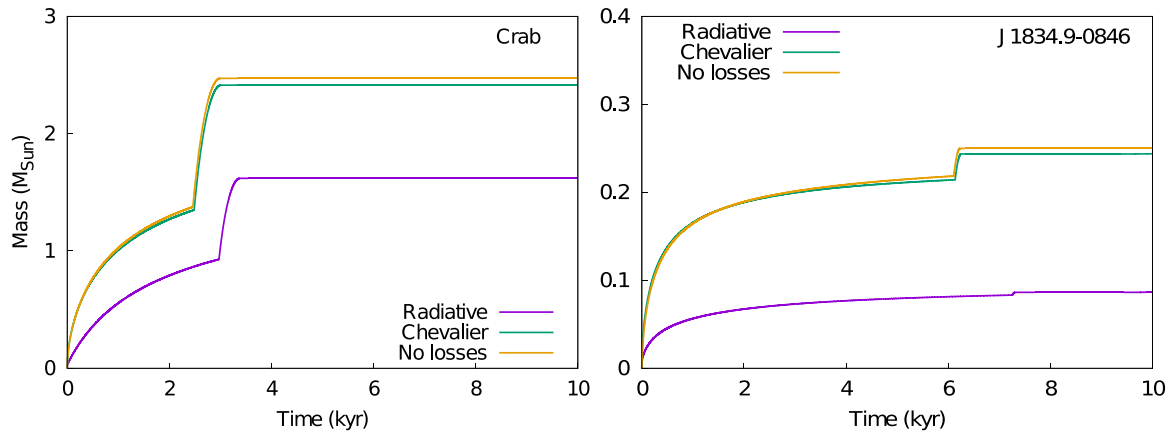 Crab
Radiative
Chevalier
No losses
Mass (M_Sun)
0
1
2
3
0
2
4
6
8
10
Time (kyr)
J1834.9-0846
Radiative
Chevalier
No losses
0
0.1
0.2
0.3
0.4
0
2
4
6
8
10
Time (kyr)